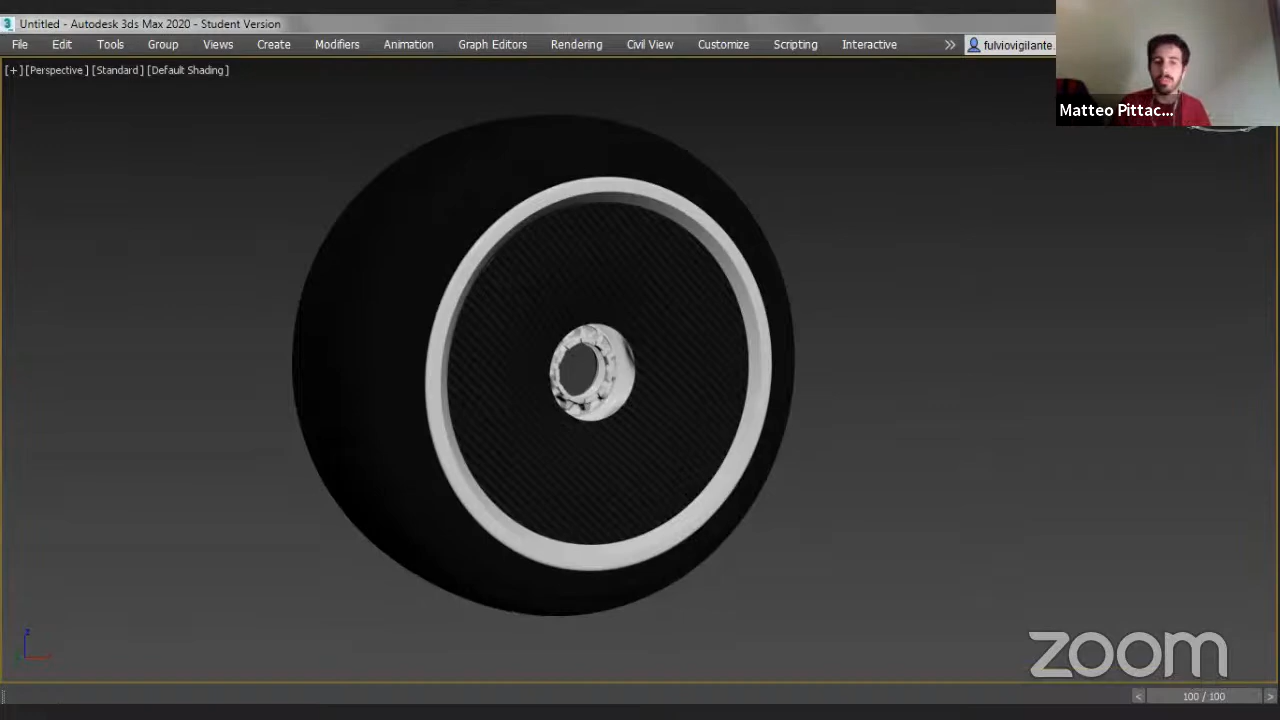 Untitled - Autodesk 3ds Max 2020 - Student Version
File Edit Tools Group Views Create Modifiers Animation Graph Editors Rendering Civil View Customize Scripting Interactive fulviovigilante.
[+] [Perspective] [Standard] [Default Shading]
Matteo Pittac...
z
zoom
100 / 100